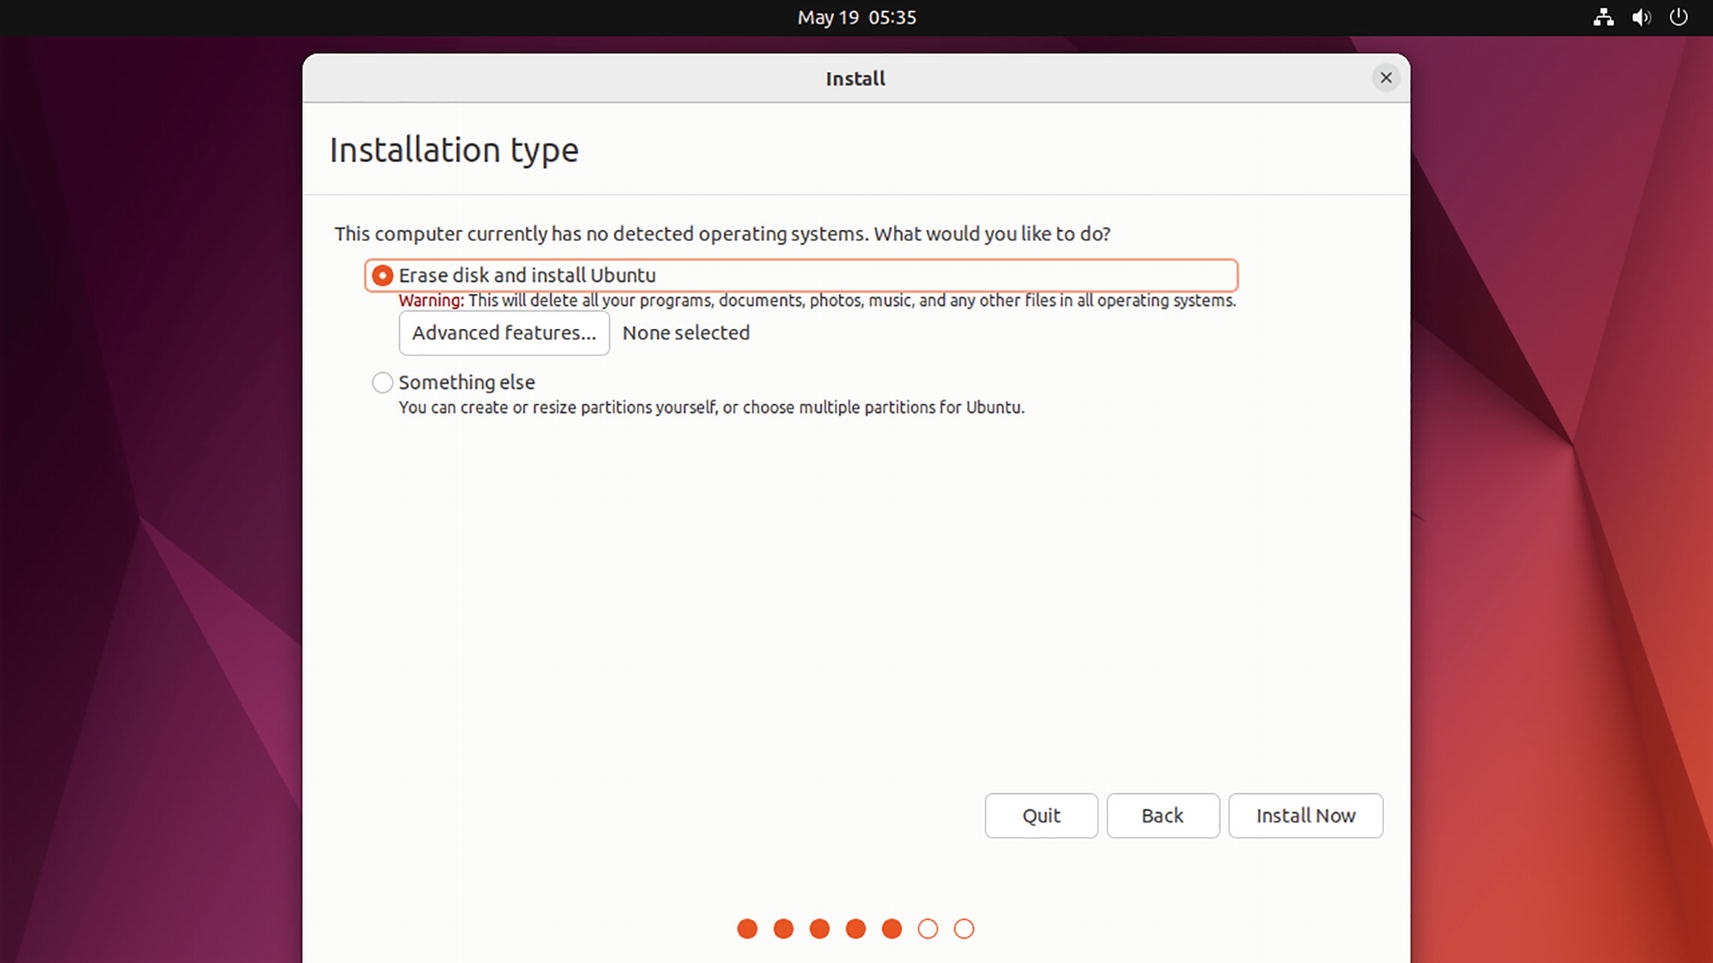 May 19 05:35
Install
Installation type
This computer currently has no detected operating systems. What would you like to do?
Erase disk and install Ubuntu
Warning: This will delete all your programs, documents, photos, music, and any other files in all operating systems.
Advanced features... None selected
Something else
You can create or resize partitions yourself, or choose multiple partitions for Ubuntu.
Quit Back Install Now